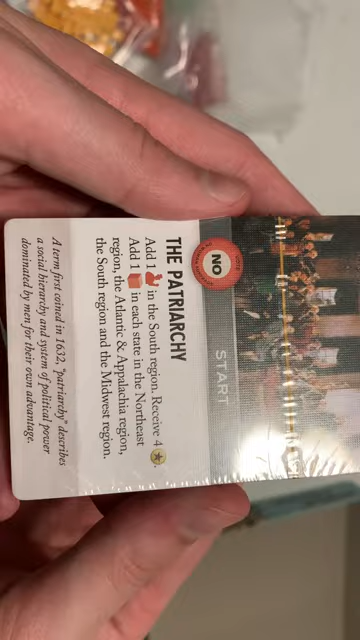 NO
START
THE PATRIARCHY
Add 1 in the South region. Receive 4 .
Add 1 in each state in the Northeast
region, the Atlantic & Appalachia region,
the South region and the Midwest region.
A term first coined in 1632, "patriarchy" describes
a social hierarchy and system of political power
dominated by men for their own advantage.